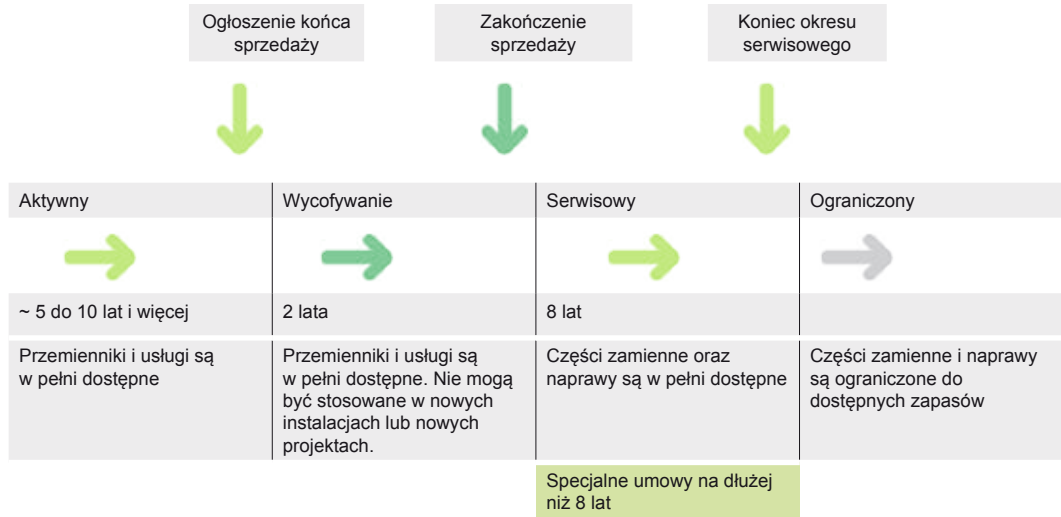 Ogłoszenie końca
sprzedaży
Zakończenie
sprzedaży
Koniec okresu
serwisowego
Aktywny
Wycofywanie
Serwisowy
Ograniczony
~ 5 do 10 lat i więcej
2 lata
8 lat
Przemienniki i usługi są
w pełni dostępne
Przemienniki i usługi są
w pełni dostępne. Nie mogą
być stosowane w nowych
instalacjach lub nowych
projektach.
Części zamienne oraz
naprawy są w pełni dostępne
Części zamienne i naprawy
są ograniczone do
dostępnych zapasów
Specjalne umowy na dłużej
niż 8 lat